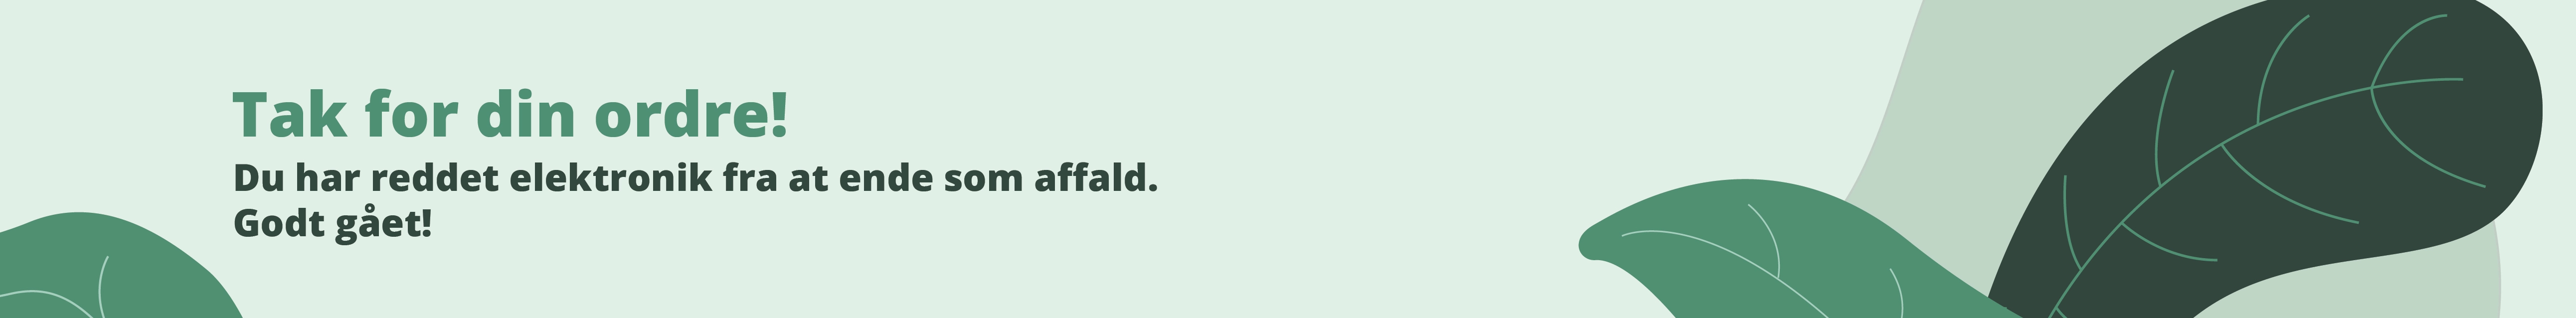 Tak for din ordre!
Du har reddet elektronik fra at ende som affald.
Godt gået!